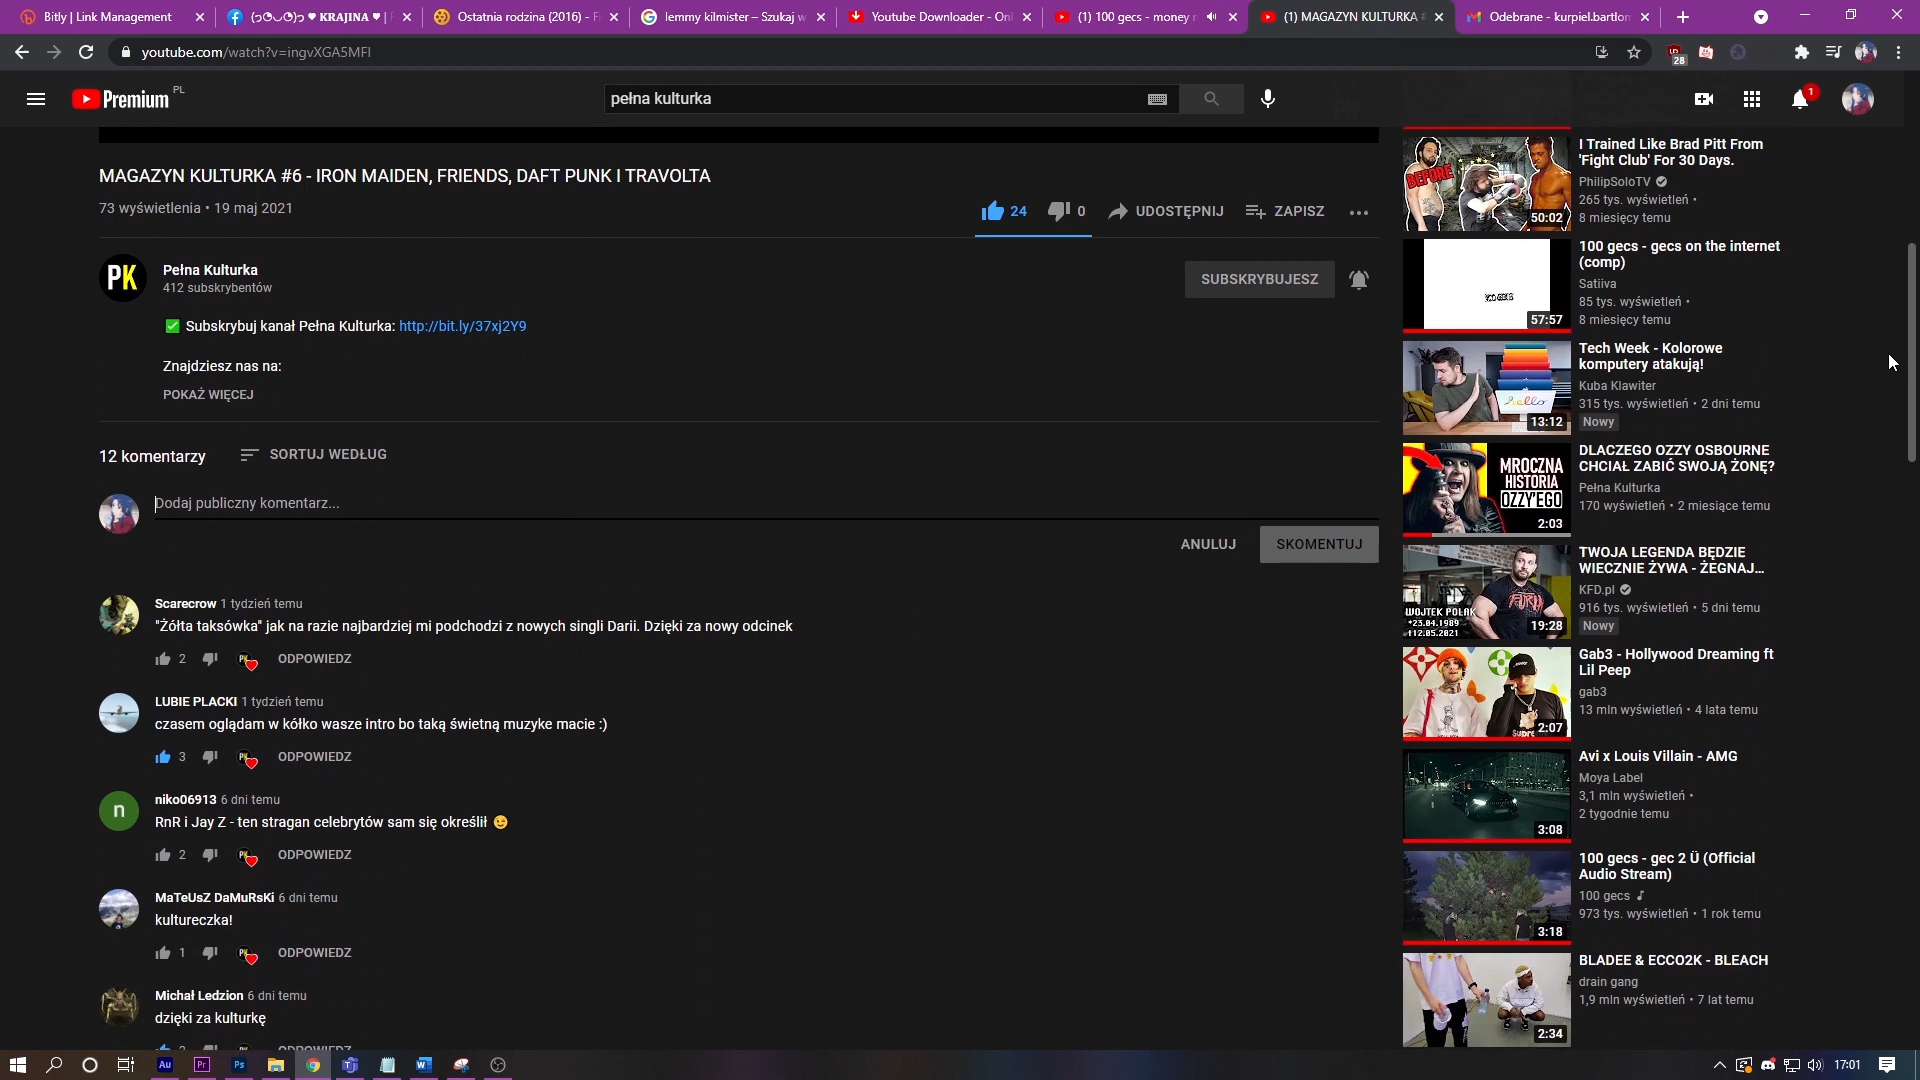 Bitly | Link Management
(っ◔◡◔)っ ♥ KRAJINA ♥ | F
Ostatnia rodzina (2016) - F
lemmy kilmister – Szukaj w
Youtube Downloader - Onl
(1) 100 gecs - money m
(1) MAGAZYN KULTURKA #
Odebrane - kurpiel.bartlom
youtube.com/watch?v=ingvXGA5MFI
28
Premium PL
pełna kulturka
1
MAGAZYN KULTURKA #6 - IRON MAIDEN, FRIENDS, DAFT PUNK I TRAVOLTA
73 wyświetlenia • 19 maj 2021
24
0
UDOSTĘPNIJ
ZAPISZ
PK
Pełna Kulturka
412 subskrybentów
SUBSKRYBUJESZ
✅ Subskrybuj kanał Pełna Kulturka: http://bit.ly/37xj2Y9
Znajdziesz nas na:
POKAŻ WIĘCEJ
12 komentarzy
SORTUJ WEDŁUG
Dodaj publiczny komentarz...
ANULUJ
SKOMENTUJ
Scarecrow 1 tydzień temu
"Żółta taksówka" jak na razie najbardziej mi podchodzi z nowych singli Darii. Dzięki za nowy odcinek
2
ODPOWIEDZ
LUBIE PLACKI 1 tydzień temu
czasem oglądam w kółko wasze intro bo taką świetną muzyke macie :)
3
ODPOWIEDZ
n
niko06913 6 dni temu
RnR i Jay Z - ten stragan celebrytów sam się określił 😉
2
ODPOWIEDZ
MaTeUsZ DaMuRsKi 6 dni temu
kultureczka!
1
ODPOWIEDZ
Michał Ledzion 6 dni temu
dzięki za kulturkę
BEFORE
50:02
I Trained Like Brad Pitt From
'Fight Club' For 30 Days.
PhilipSoloTV
265 tys. wyświetleń •
8 miesięcy temu
100 GECS
57:57
100 gecs - gecs on the internet
(comp)
Satiiva
85 tys. wyświetleń •
8 miesięcy temu
hello
13:12
Tech Week - Kolorowe
komputery atakują!
Kuba Klawiter
315 tys. wyświetleń • 2 dni temu
Nowy
MROCZNA
HISTORIA
OZZY'EGO
2:03
DLACZEGO OZZY OSBOURNE
CHCIAŁ ZABIĆ SWOJĄ ŻONĘ?
Pełna Kulturka
170 wyświetleń • 2 miesiące temu
WOJTEK POLAK
*23.04.1989
†12.05.2021
19:28
TWOJA LEGENDA BĘDZIE
WIECZNIE ŻYWA - ŻEGNAJ...
KFD.pl
916 tys. wyświetleń • 5 dni temu
Nowy
2:07
Gab3 - Hollywood Dreaming ft
Lil Peep
gab3
13 mln wyświetleń • 4 lata temu
3:08
Avi x Louis Villain - AMG
Moya Label
3,1 mln wyświetleń •
2 tygodnie temu
3:18
100 gecs - gec 2 Ü (Official
Audio Stream)
100 gecs
973 tys. wyświetleń • 1 rok temu
2:34
BLADEE & ECCO2K - BLEACH
drain gang
1,9 mln wyświetleń • 7 lat temu
Au
Pr
Ps
17:01